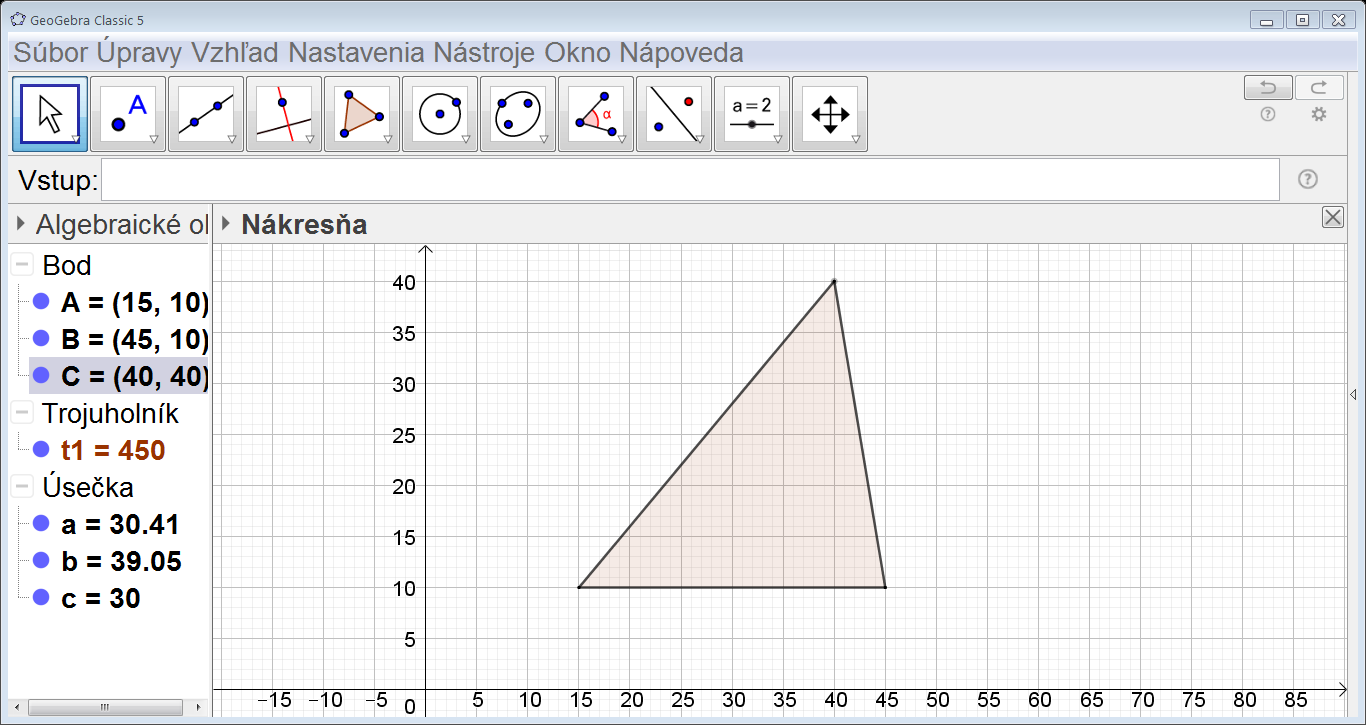 GeoGebra Classic 5
Súbor Úpravy Vzhľad Nastavenia Nástroje Okno Nápoveda
A α a=2
Vstup:
Algebraické ol
Nákresňa
Bod
A = (15, 10)
B = (45, 10)
C = (40, 40)
Trojuholník
t1 = 450
Úsečka
a = 30.41
b = 39.05
c = 30
40
35
30
25
20
15
10
5
0
−15 −10 −5 5 10 15 20 25 30 35 40 45 50 55 60 65 70 75 80 85